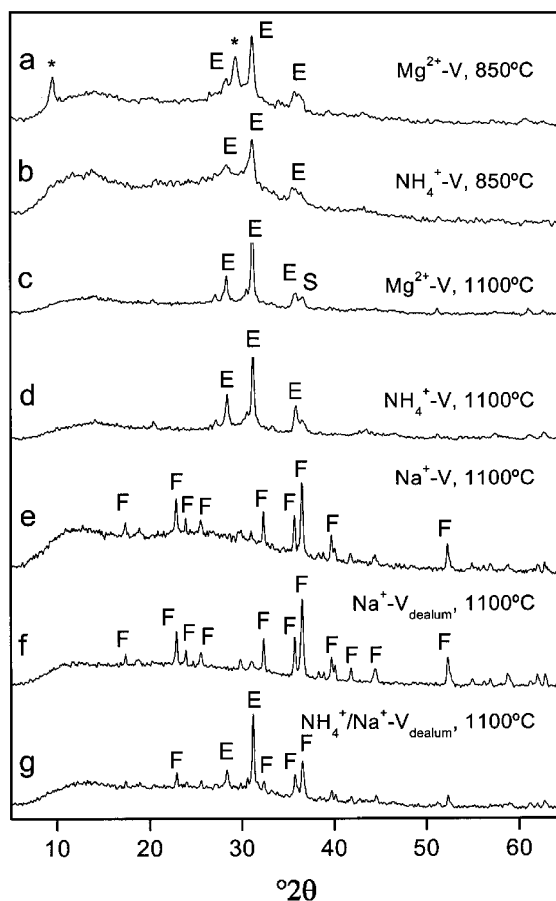 E
*
*
E
E
a
Mg²⁺-V, 850ºC
E
E
E
b
NH₄⁺-V, 850ºC
E
E
E
S
c
Mg²⁺-V, 1100ºC
E
E
E
d
NH₄⁺-V, 1100ºC
Na⁺-V, 1100ºC
F
F
F
F
F
F
F
F
F
e
Na⁺-V_dealum, 1100ºC
F
F
F
F
F
F
F
F
F
F
F
f
NH₄⁺/Na⁺-V_dealum, 1100ºC
E
F
E
F
F
F
g
10 20 30 40 50 60
°2θ